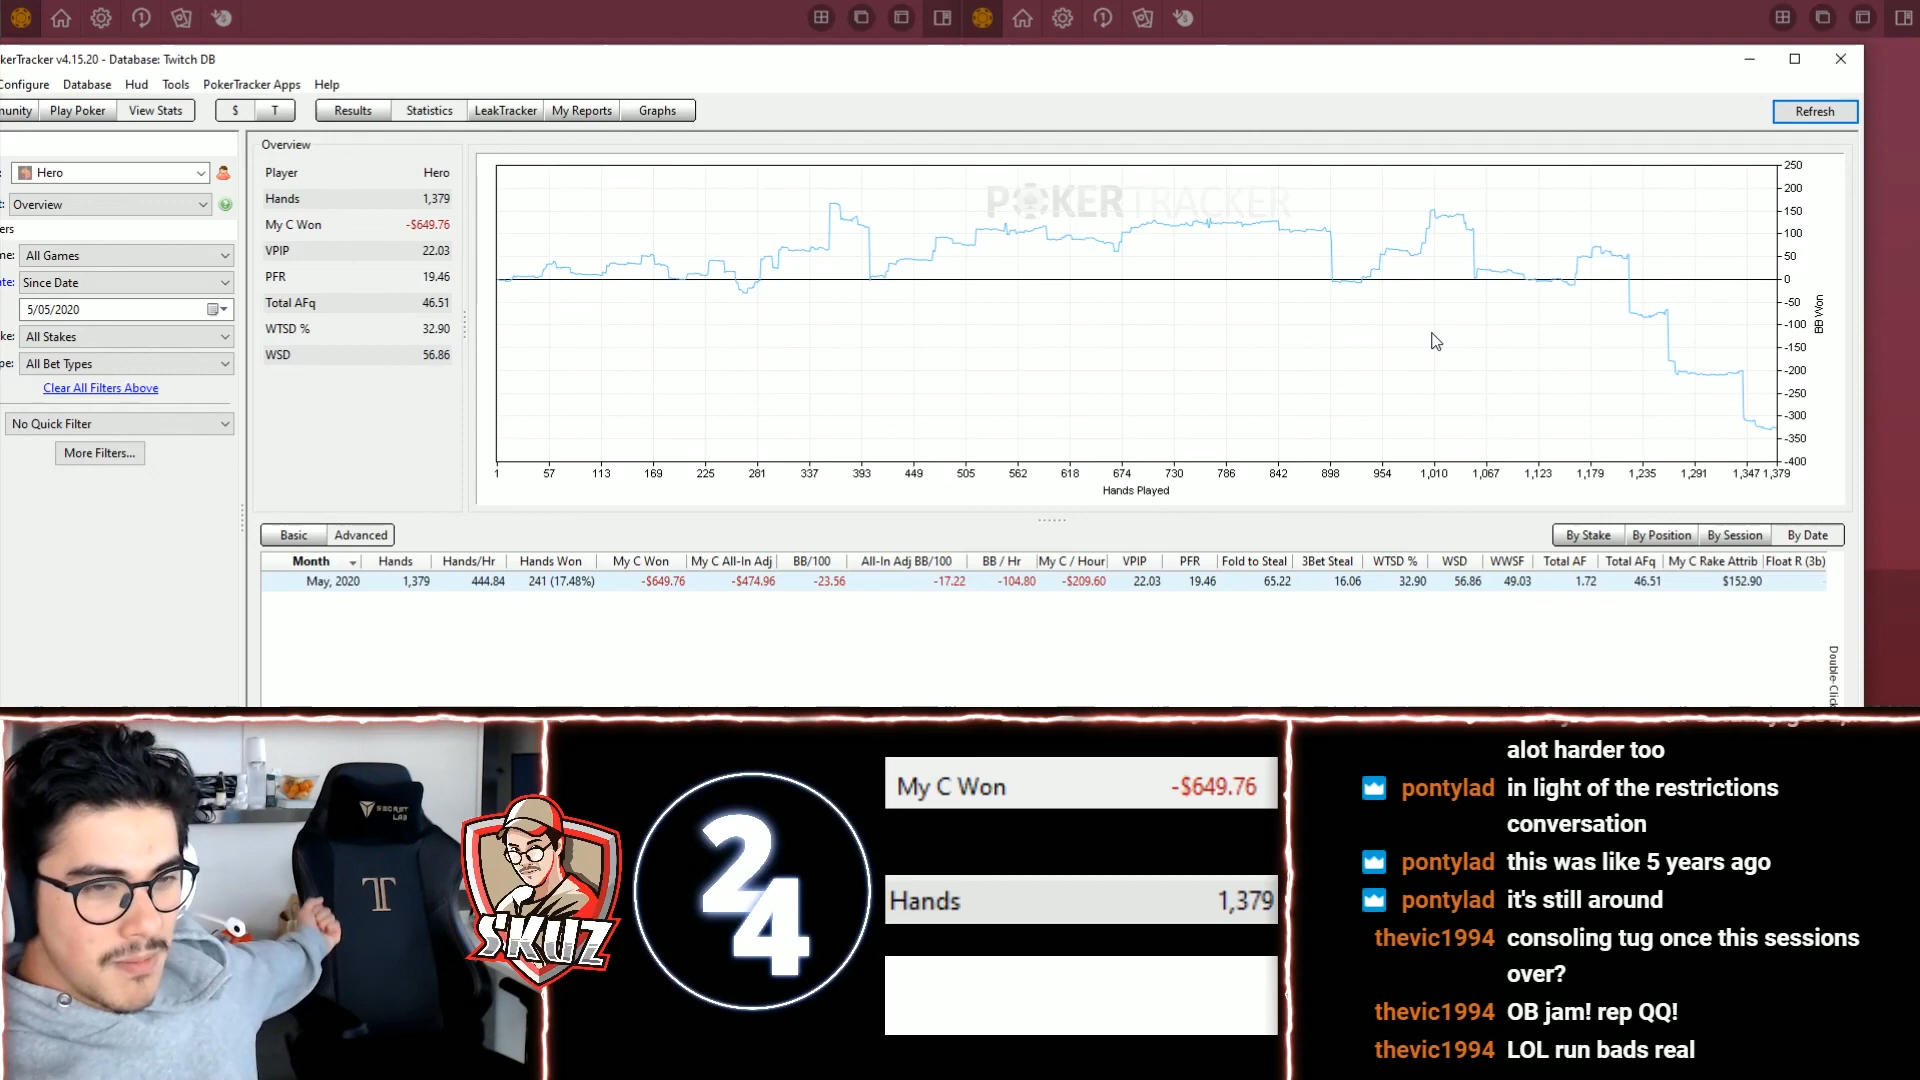 kerTracker v4.15.20 - Database: Twitch DB
Configure Database Hud Tools PokerTracker Apps Help
munity Play Poker View Stats $ T Results Statistics LeakTracker My Reports Graphs Refresh
Hero
Overview
ers
me: All Games
ate: Since Date
5/05/2020
ke: All Stakes
pe: All Bet Types
Clear All Filters Above
No Quick Filter
More Filters...
Overview
Player Hero
Hands 1,379
My C Won -$649.76
VPIP 22.03
PFR 19.46
Total AFq 46.51
WTSD % 32.90
WSD 56.86
POKERTRACKER
250
200
150
100
50
0
-50
-100
-150
-200
-250
-300
-350
-400
BB Won
1 57 113 169 225 281 337 393 449 505 562 618 674 730 786 842 898 954 1,010 1,067 1,123 1,179 1,235 1,291 1,347 1,379
Hands Played
Basic Advanced By Stake By Position By Session By Date
Month Hands Hands/Hr Hands Won My C Won My C All-In Adj BB/100 All-In Adj BB/100 BB / Hr My C / Hour VPIP PFR Fold to Steal 3Bet Steal WTSD % WSD WWSF Total AF Total AFq My C Rake Attrib Float R (3b)
May, 2020 1,379 444.84 241 (17.48%) -$649.76 -$474.96 -23.56 -17.22 -104.80 -$209.60 22.03 19.46 65.22 16.06 32.90 56.86 49.03 1.72 46.51 $152.90 -
Double-Click
SECRET LAB
SKUZ
24
My C Won -$649.76
Hands 1,379
alot harder too
pontylad in light of the restrictions
conversation
pontylad this was like 5 years ago
pontylad it's still around
thevic1994 consoling tug once this sessions
over?
thevic1994 OB jam! rep QQ!
thevic1994 LOL run bads real